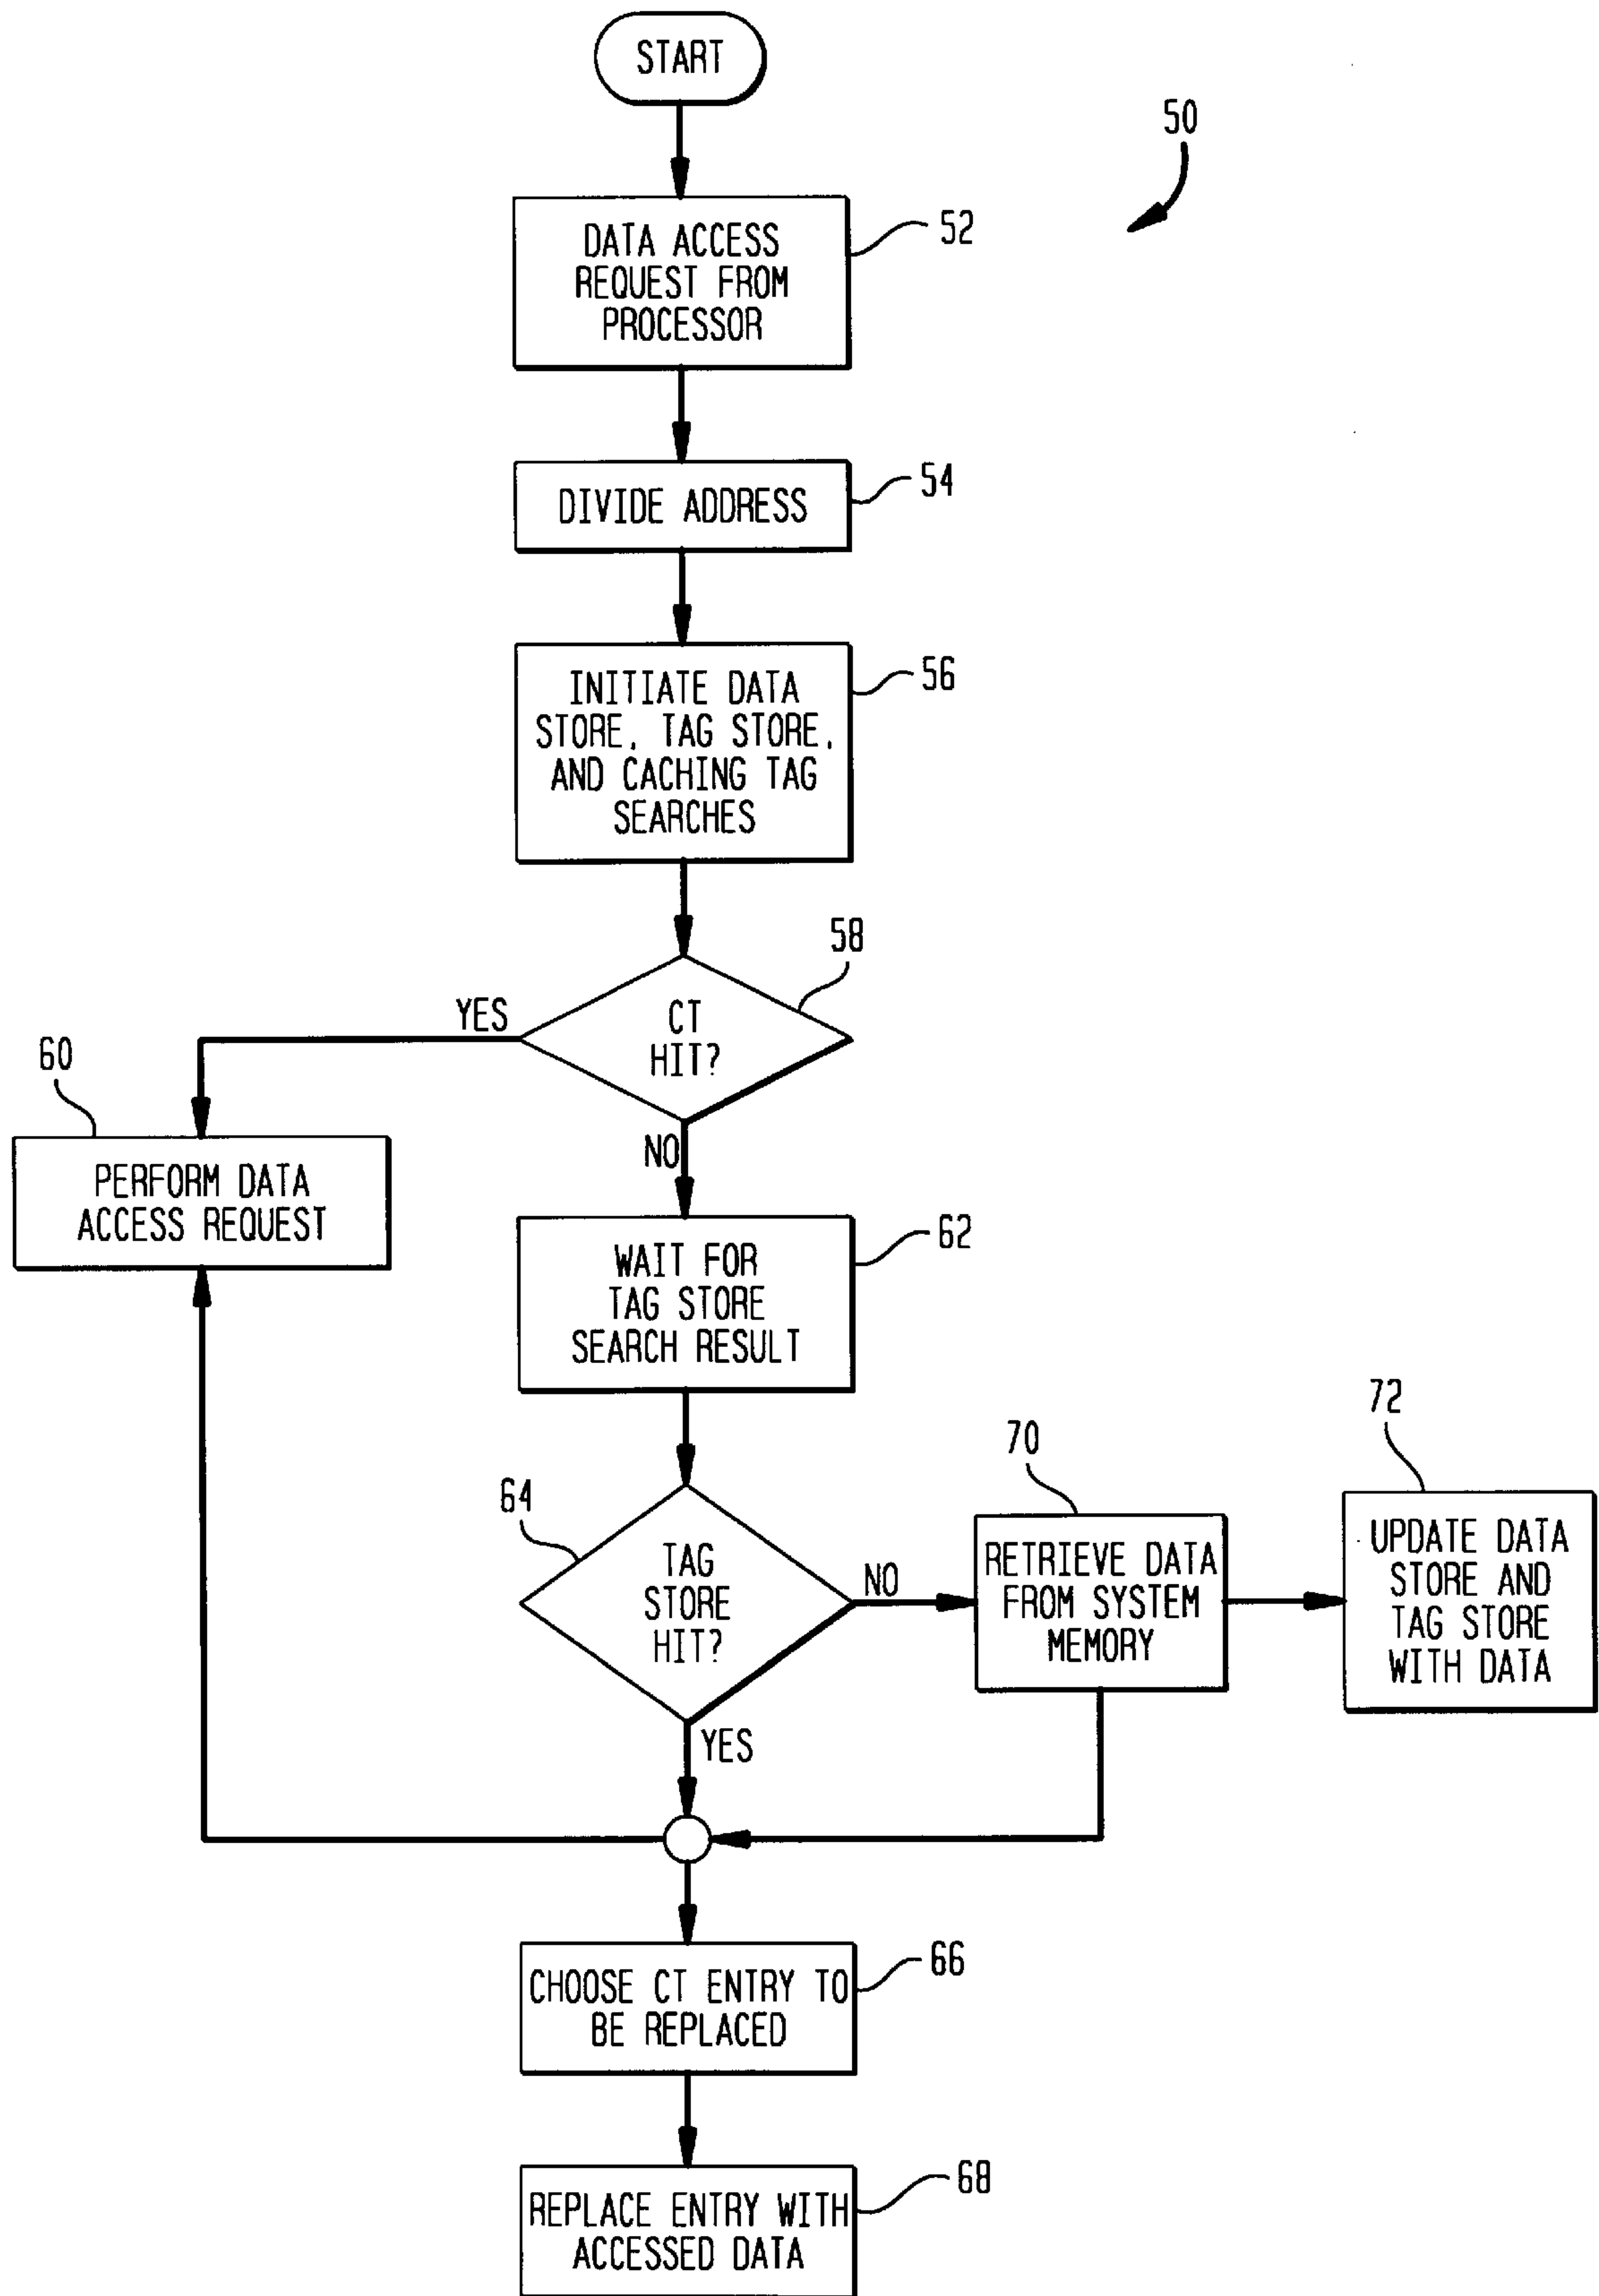 START
50
DATA ACCESS
REQUEST FROM
PROCESSOR
52
DIVIDE ADDRESS
54
INITIATE DATA
STORE, TAG STORE,
AND CACHING TAG
SEARCHES
56
58
CT
HIT?
YES
NO
60
PERFORM DATA
ACCESS REQUEST
WAIT FOR
TAG STORE
SEARCH RESULT
62
64
TAG
STORE
HIT?
NO
YES
70
RETRIEVE DATA
FROM SYSTEM
MEMORY
72
UPDATE DATA
STORE AND
TAG STORE
WITH DATA
CHOOSE CT ENTRY TO
BE REPLACED
66
REPLACE ENTRY WITH
ACCESSED DATA
68